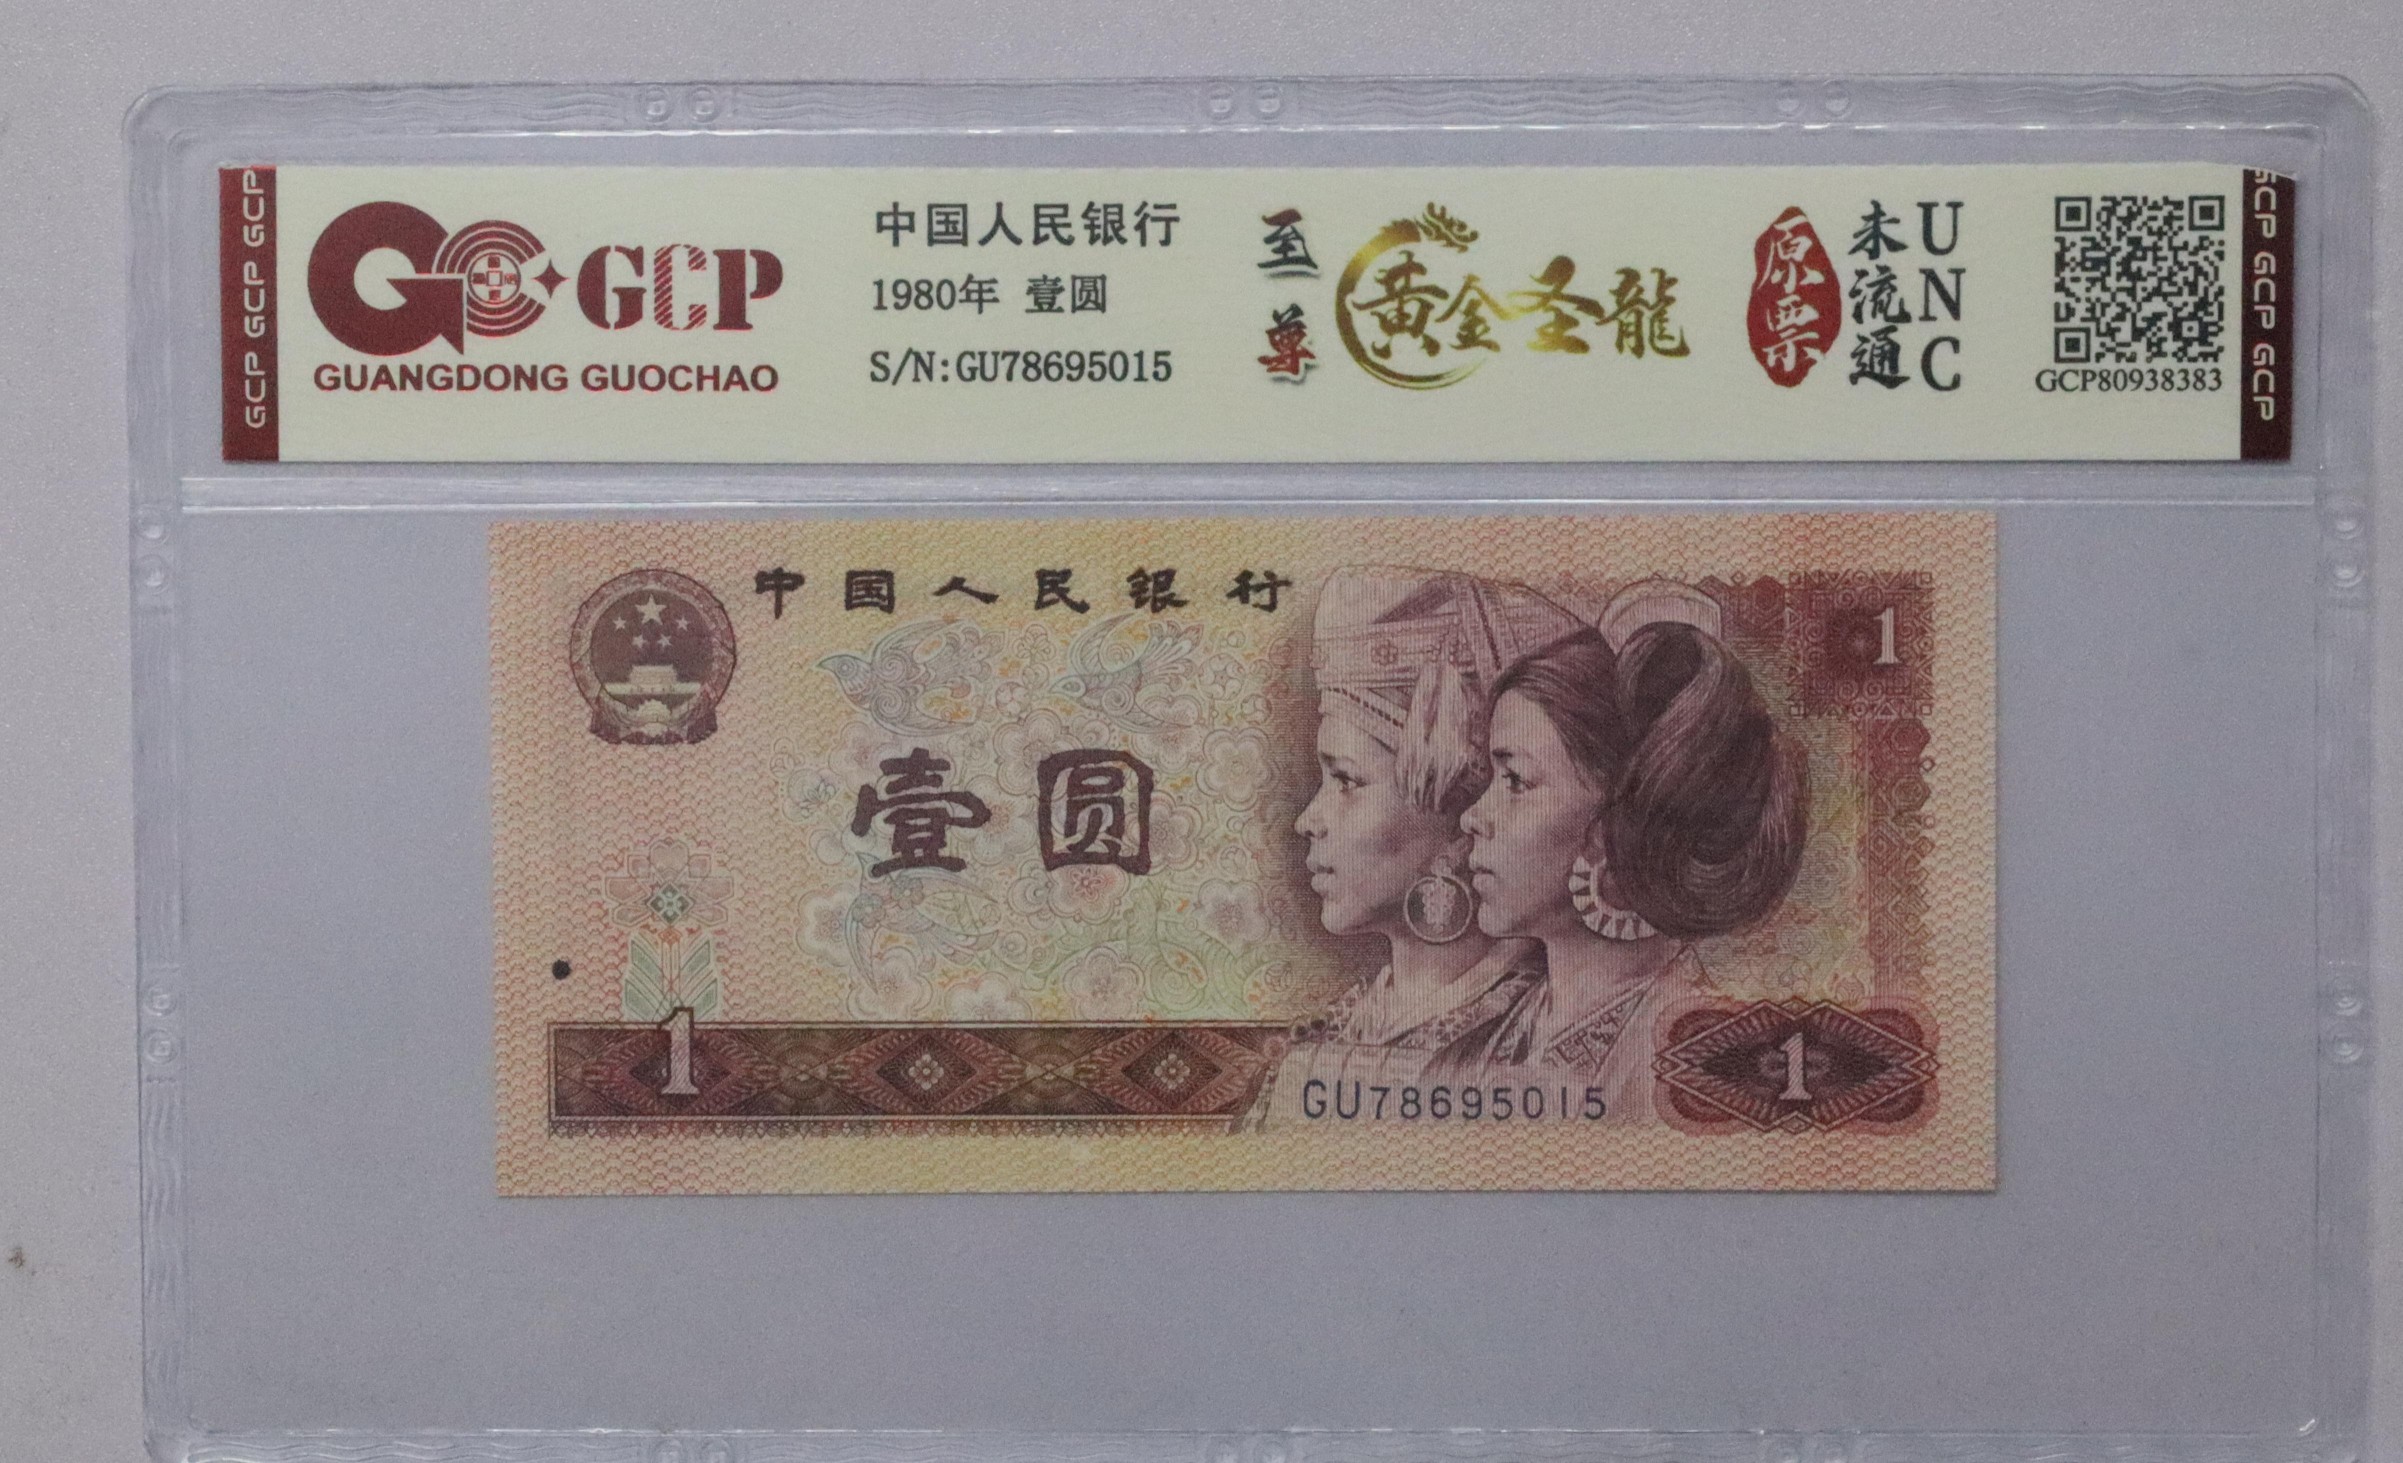 GCP GCP GCP
GCP
GUANGDONG GUOCHAO
中国人民银行
1980年 壹圆
S/N:GU78695015
至尊
黄金圣龍
原票
未流通
UNC
GCP80938383
GCP GCP GCP
中国人民银行
1
壹圆
1
GU78695015
1